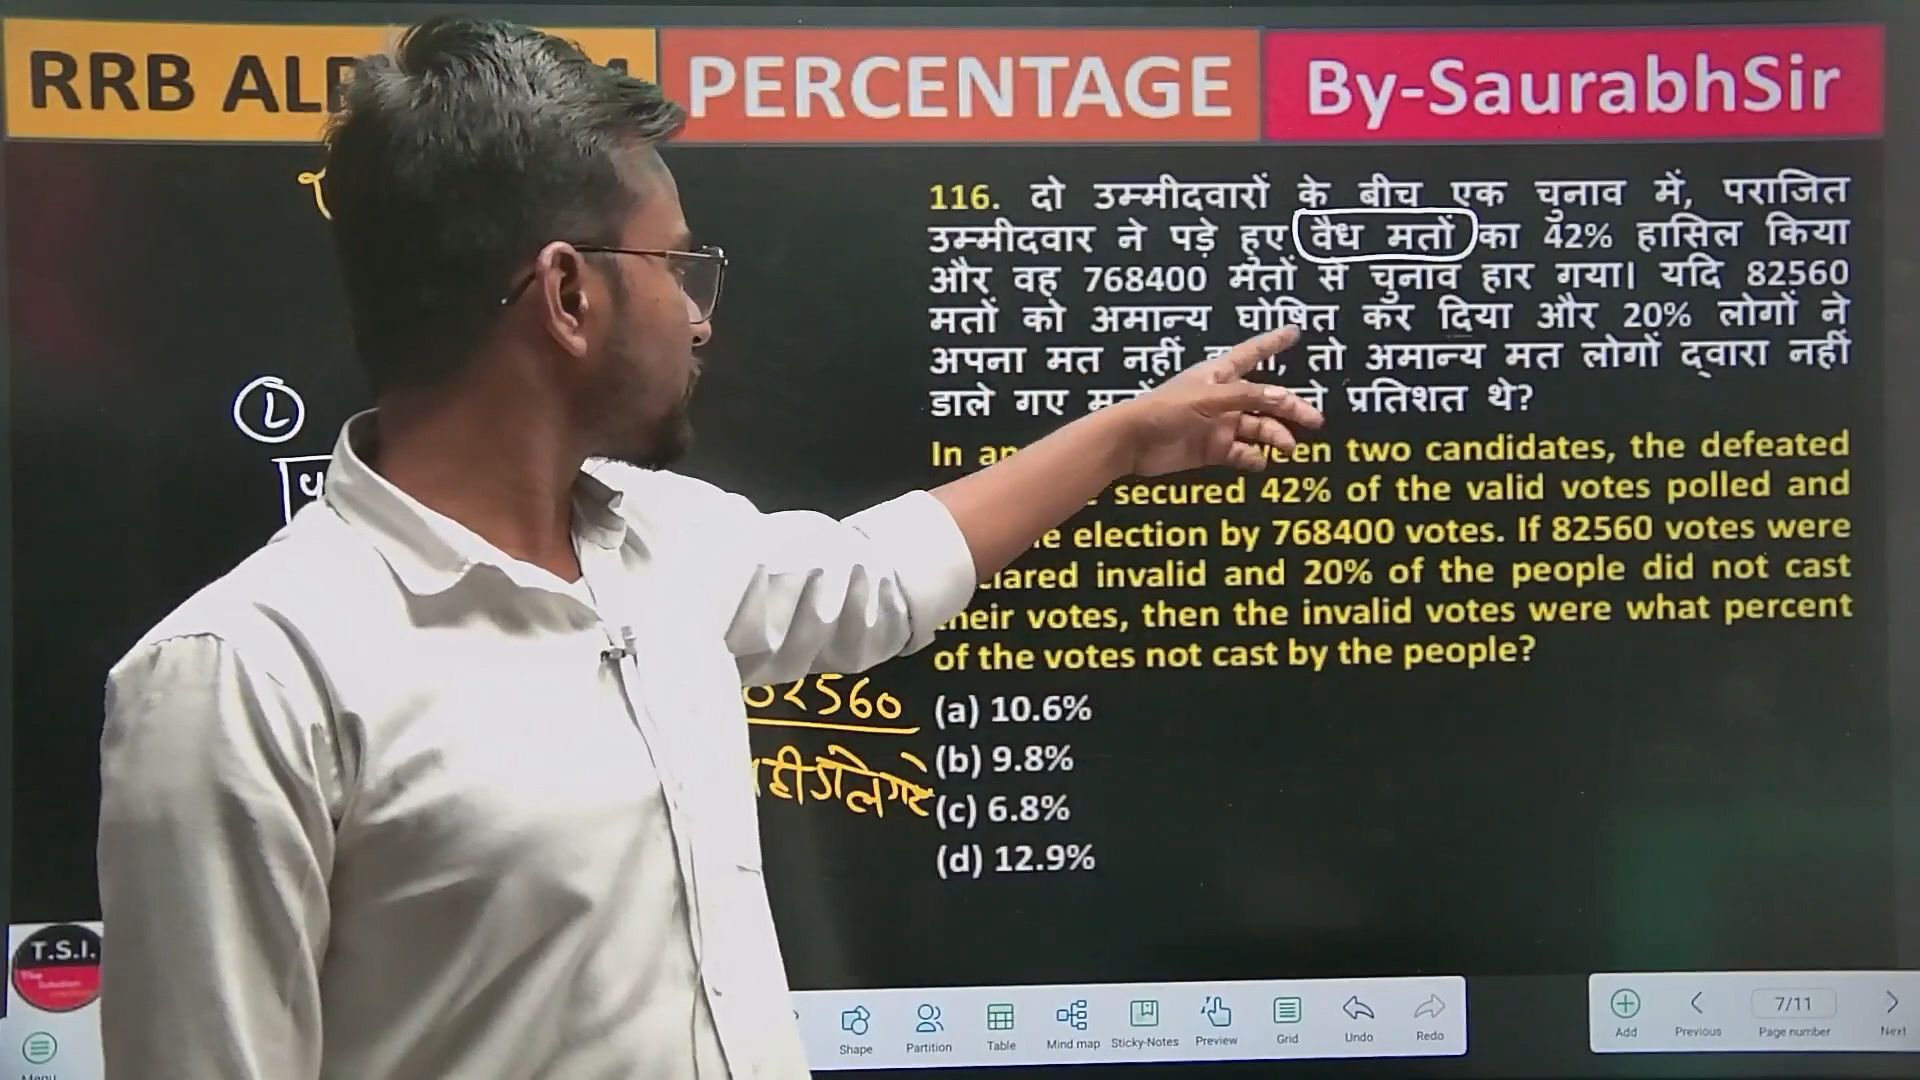 RRB
PERCENTAGE
By-SaurabhSir
116. दो उम्मीदवारों के बीच एक चुनाव में, पराजित
उम्मीदवार ने पड़े हुए वैध मतों का 42% हासिल किया
और वह 768400 मतों से चुनाव हार गया। यदि 82560
मतों को अमान्य घोषित कर दिया और 20% लोगों ने
अपना मत नहीं तो अमान्य मत लोगों द्वारा नहीं
डाले गए प्रतिशत थे?
In two candidates, the defeated
secured 42% of the valid votes polled and
election by 768400 votes. If 82560 votes were
invalid and 20% of the people did not cast
their votes, then the invalid votes were what percent
of the votes not cast by the people?
2560
(a) 10.6%
(b) 9.8%
(c) 6.8%
(d) 12.9%
L
T.S.I.
The
Solution
Menu
Shape
Partition
Table
Mind map
Sticky-Notes
Preview
Grid
Undo
Redo
Add
Previous
7/11
Page number
Next